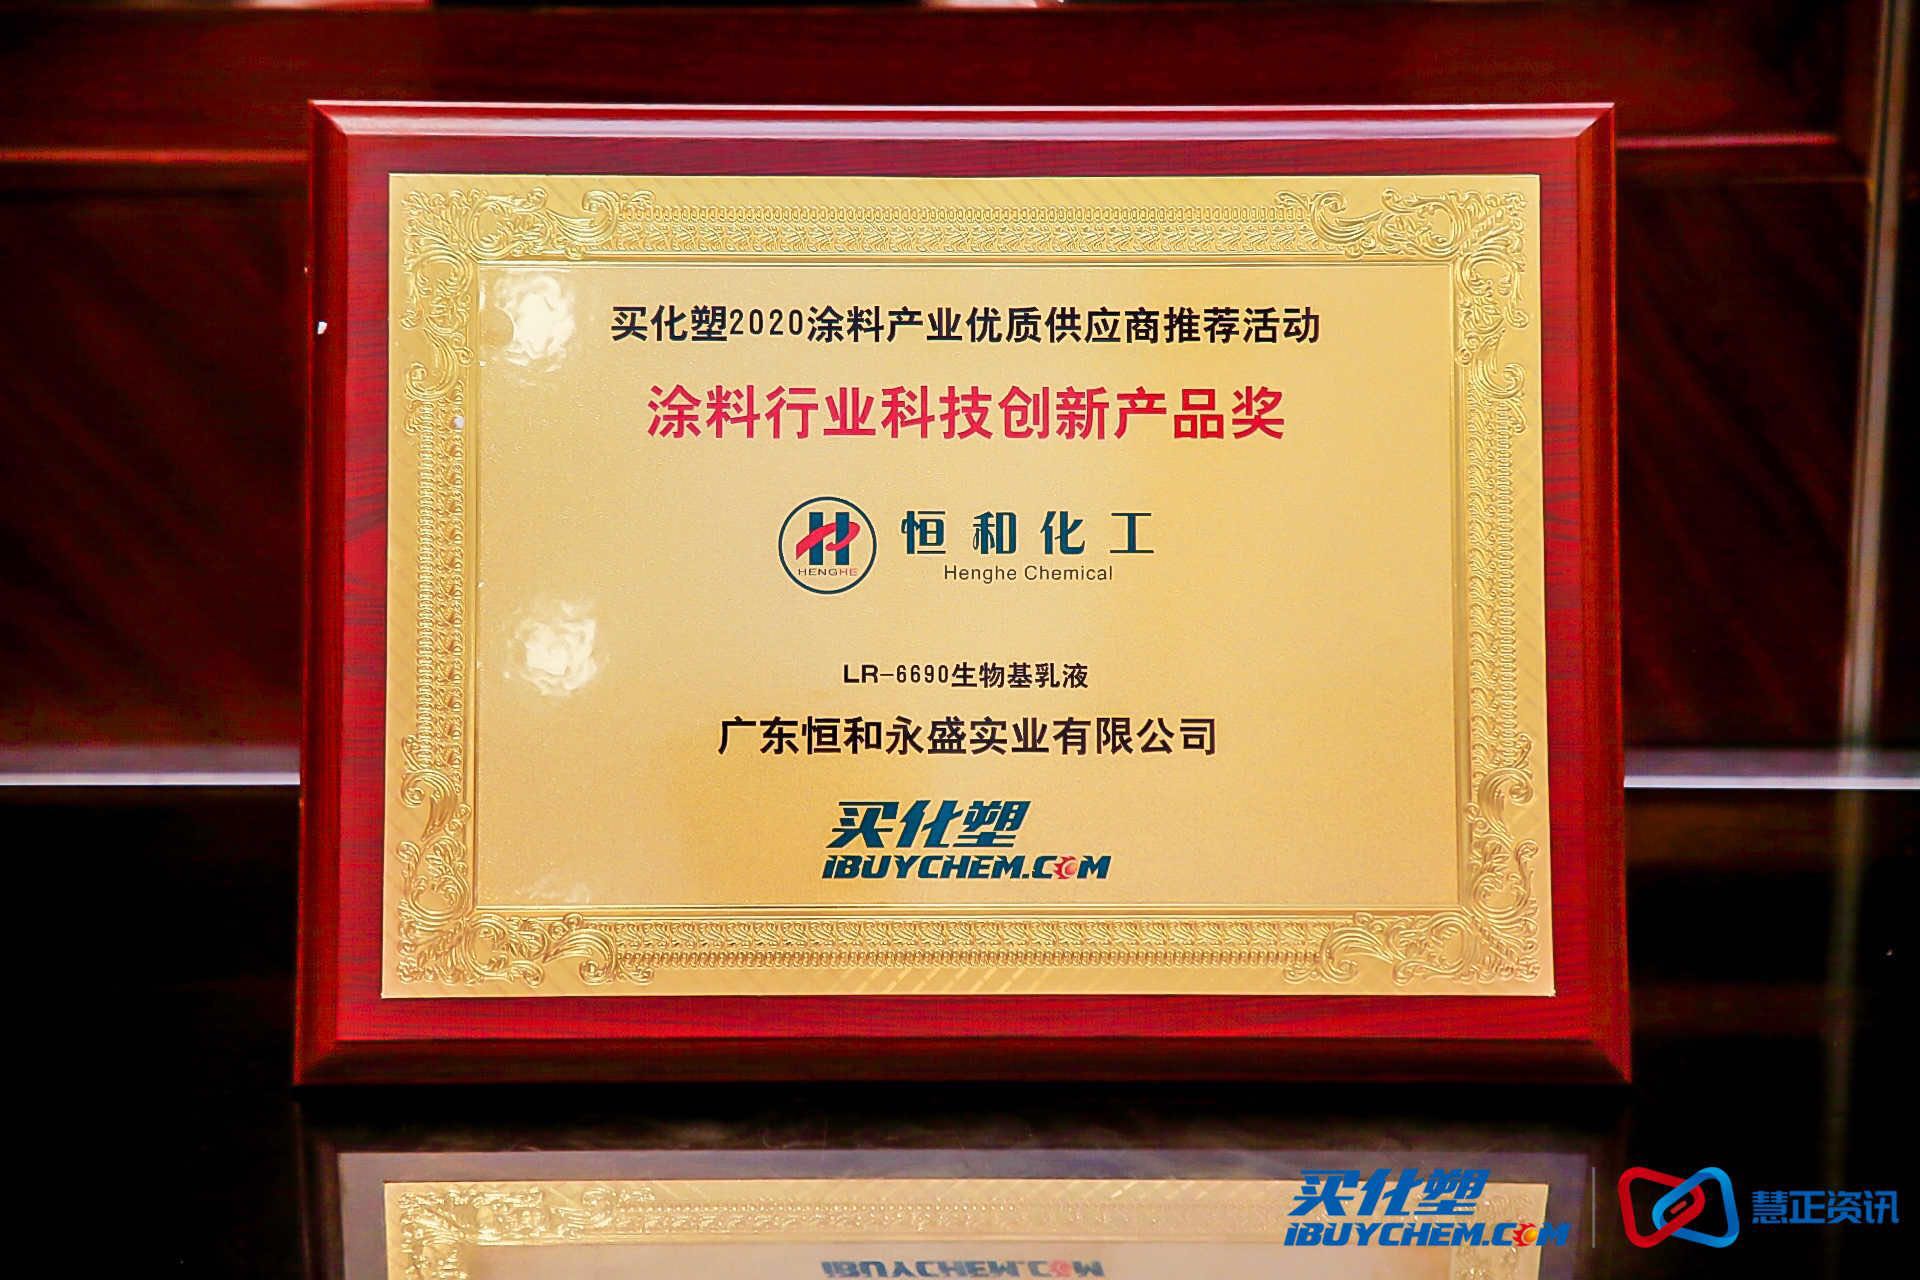 买化塑2020涂料产业优质供应商推荐活动
涂料行业科技创新产品奖
HENGHE
恒和化工
Henghe Chemical
LR-6690生物基乳液
广东恒和永盛实业有限公司
买化塑
iBUYCHEM.COM
iBUYCHEM.COM
买化塑
iBUYCHEM.COM
慧正资讯